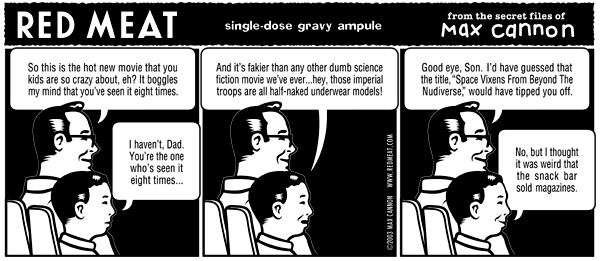 RED MEAT
single-dose gravy ampule
from the secret files of
Max cannon
So this is the hot new movie that you
kids are so crazy about, eh? It boggles
my mind that you've seen it eight times.
I haven't, Dad.
You're the one
who's seen it
eight times...
And it's fakier than any other dumb science
fiction movie we've ever...hey, those imperial
troops are all half-naked underwear models!
©2003 MAX CANNON WWW.REDMEAT.COM
Good eye, Son. I'd have guessed that
the title, "Space Vixens From Beyond The
Nudiverse," would have tipped you off.
No, but I thought
it was weird that
the snack bar
sold magazines.